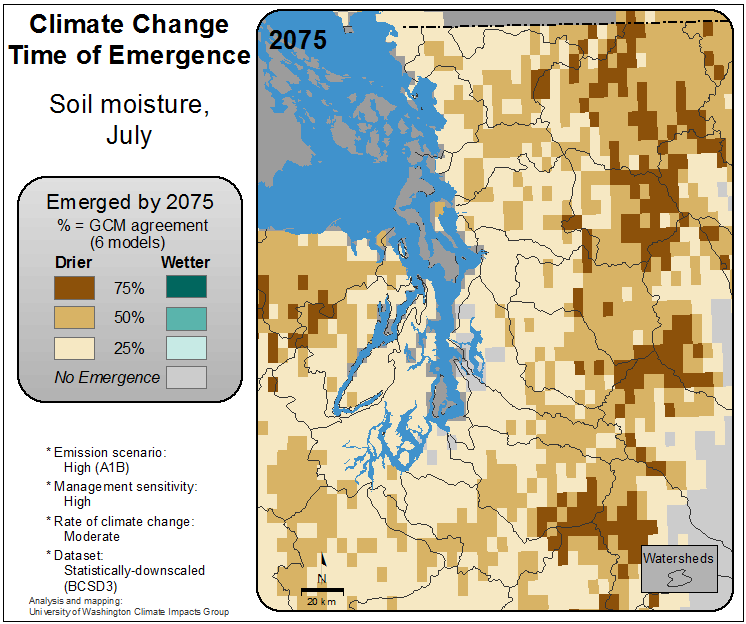 Climate Change
Time of Emergence
Soil moisture,
July
Emerged by 2075
% = GCM agreement
(6 models)
Drier Wetter
75%
50%
25%
No Emergence
* Emission scenario:
High (A1B)
* Management sensitivity:
High
* Rate of climate change:
Moderate
* Dataset:
Statistically-downscaled
(BCSD3)
Analysis and mapping:
University of Washington Climate Impacts Group
2075
N
20 km
Watersheds